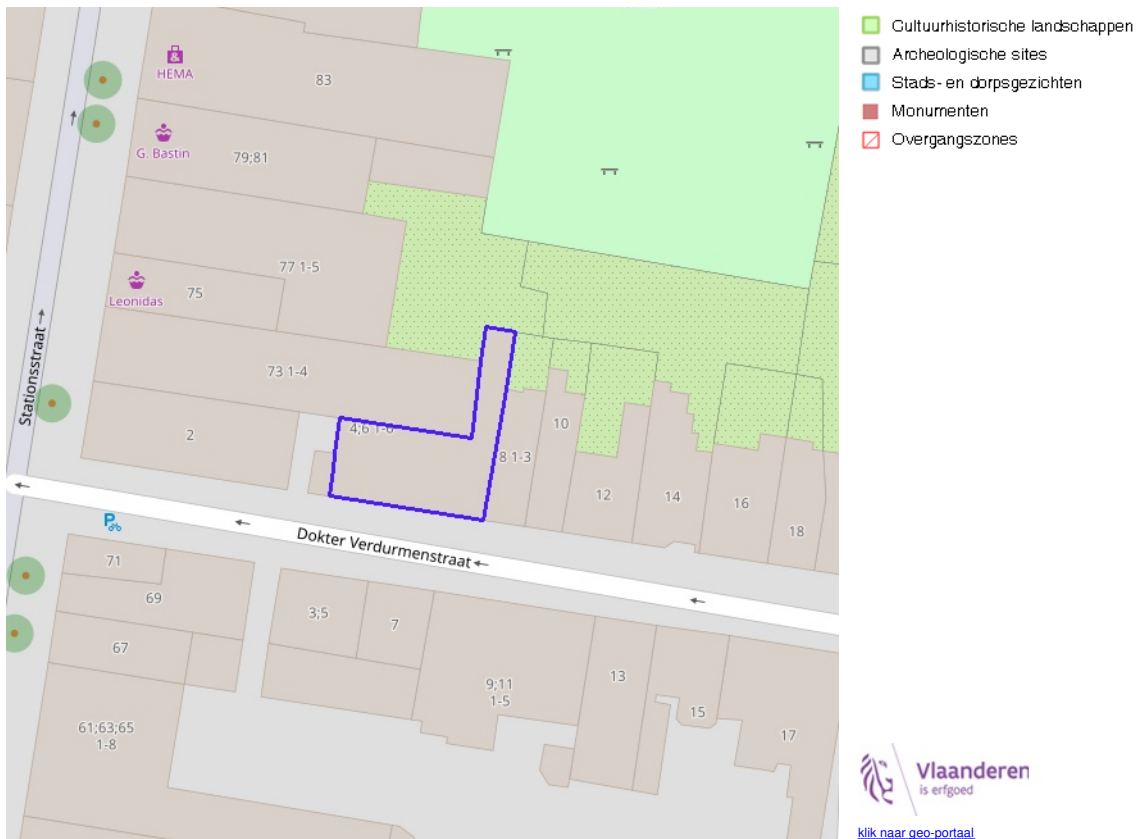 HEMA
83
G. Bastin
79;81
77 1-5
Leonidas
75
73 1-4
Stationsstraat
2
4;6 1-6
8 1-3
10
12
14
16
18
Dokter Verdurmenstraat
71
69
67
61;63;65
1-8
3;5
7
9;11
1-5
13
15
17
P
Cultuurhistorische landschappen
Archeologische sites
Stads- en dorpsgezichten
Monumenten
Overgangszones
Vlaanderen
is erfgoed
klik naar geo-portaal